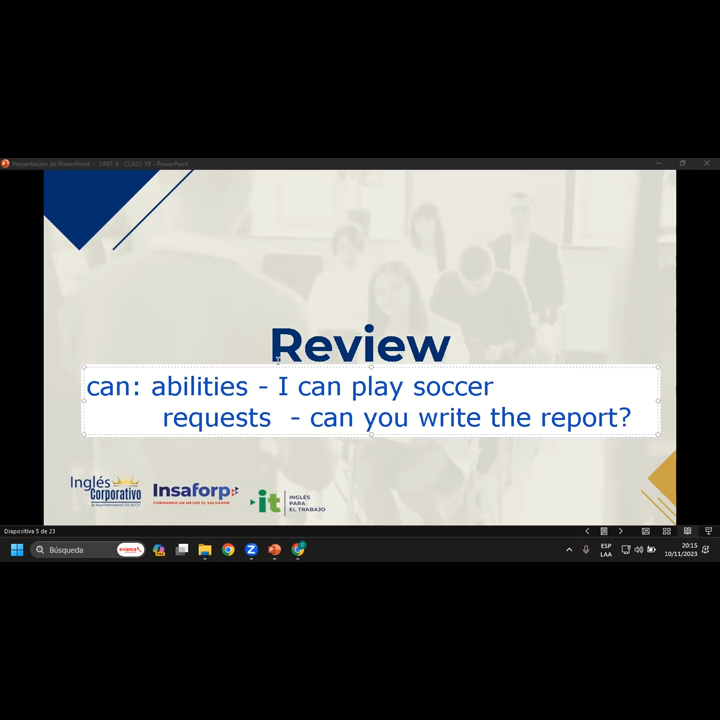 Presentación de PowerPoint - UNIT 4 - CLASS 19 - PowerPoint
Review
can: abilities - I can play soccer
requests - can you write the report?
Inglés
Corporativo
Insaforp
FORMANDO UN MEJOR EL SALVADOR
it
INGLÉS
PARA
EL TRABAJO
Diapositiva 5 de 23
Búsqueda
avianca
ESP
LAA
20:15
10/11/2023